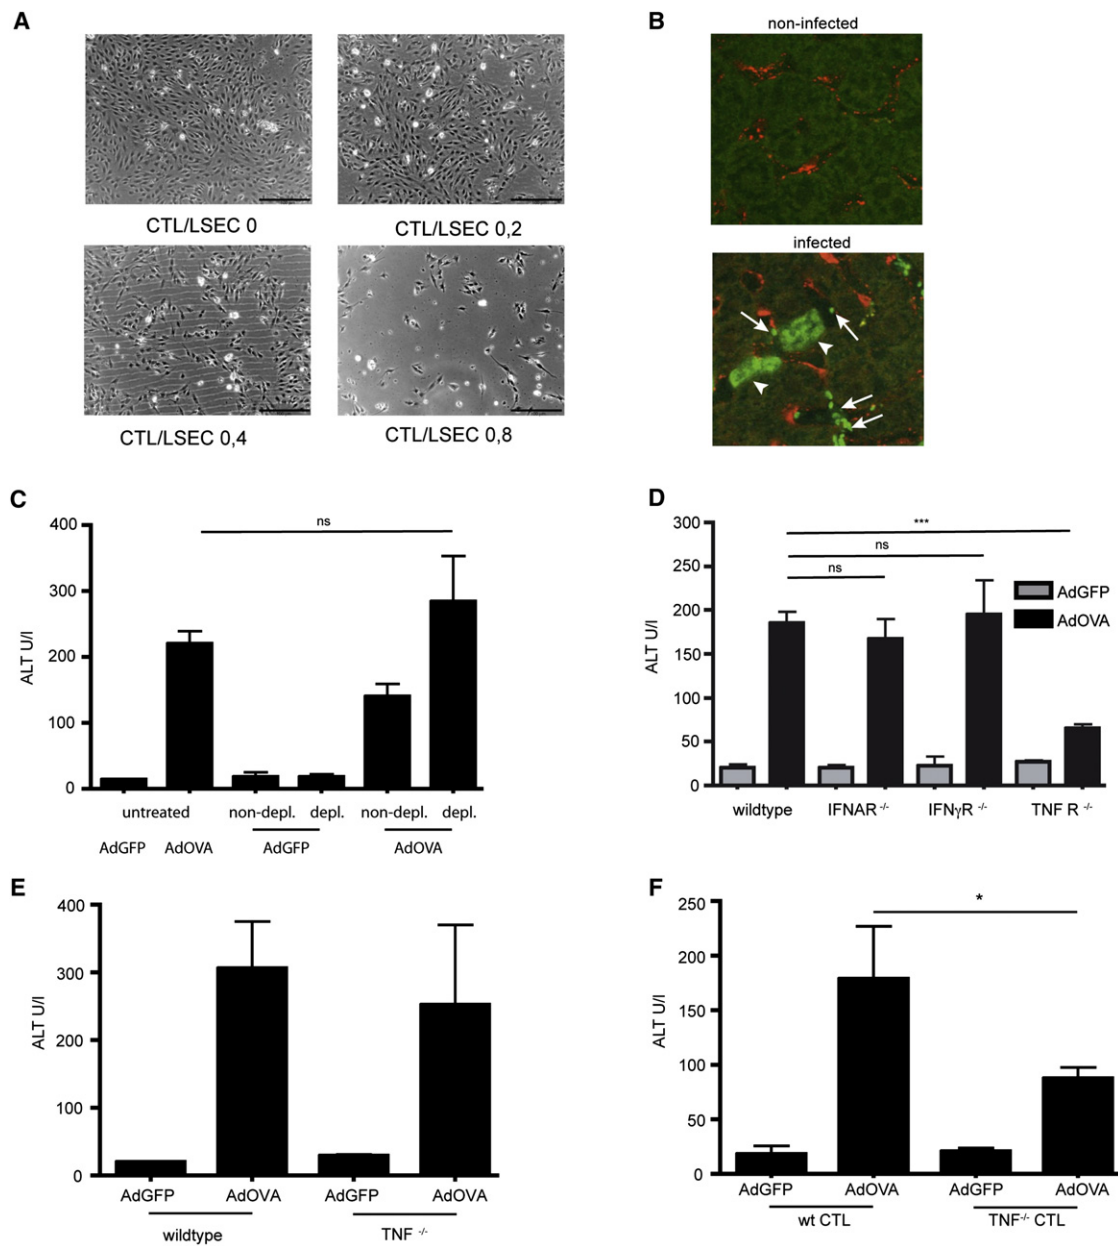 A
CTL/LSEC 0
CTL/LSEC 0,2
CTL/LSEC 0,4
CTL/LSEC 0,8
B
non-infected
infected
C
400
300
200
100
0
ALT U/l
ns
untreated
non-depl.
depl.
non-depl.
depl.
AdGFP
AdOVA
AdGFP
AdOVA
D
300
250
200
150
100
50
0
ALT U/l
***
ns
ns
AdGFP
AdOVA
wildtype
IFNAR -/-
IFNγR -/-
TNF R -/-
E
400
300
200
100
0
ALT U/l
AdGFP
AdOVA
AdGFP
AdOVA
wildtype
TNF -/-
F
250
200
150
100
50
0
ALT U/l
*
AdGFP
AdOVA
AdGFP
AdOVA
wt CTL
TNF-/- CTL